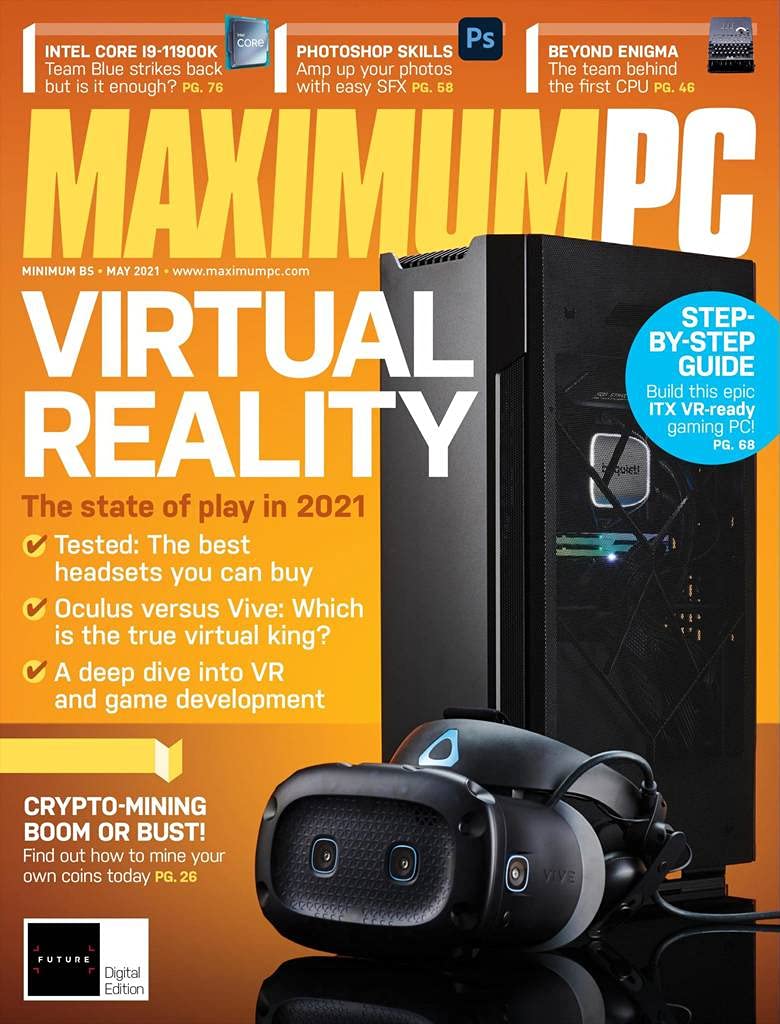 INTEL CORE I9-11900K
Team Blue strikes back
but is it enough? PG. 76
intel
CORE
PHOTOSHOP SKILLS
Amp up your photos
with easy SFX PG. 58
Ps
BEYOND ENIGMA
The team behind
the first CPU PG. 46
MAXIMUMPC
MINIMUM BS • MAY 2021 • www.maximumpc.com
VIRTUAL
REALITY
The state of play in 2021
Tested: The best
headsets you can buy
Oculus versus Vive: Which
is the true virtual king?
A deep dive into VR
and game development
STEP-
BY-STEP
GUIDE
Build this epic
ITX VR-ready
gaming PC!
PG. 68
be quiet!
CRYPTO-MINING
BOOM OR BUST!
Find out how to mine your
own coins today PG. 26
VIVE
FUTURE
Digital
Edition